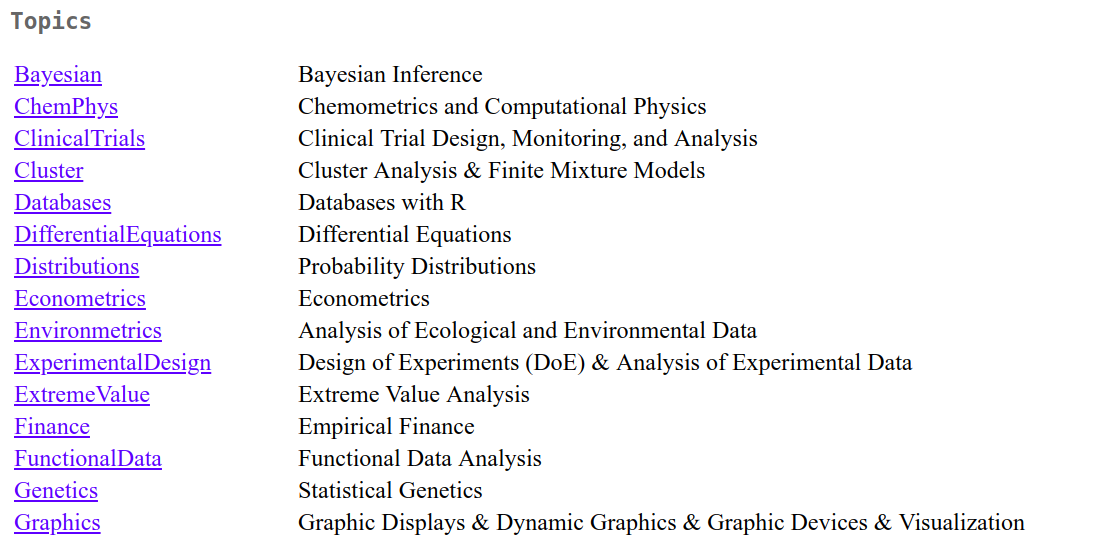 Topics
Bayesian Bayesian Inference
ChemPhys Chemometrics and Computational Physics
ClinicalTrials Clinical Trial Design, Monitoring, and Analysis
Cluster Cluster Analysis & Finite Mixture Models
Databases Databases with R
DifferentialEquations Differential Equations
Distributions Probability Distributions
Econometrics Econometrics
Environmetrics Analysis of Ecological and Environmental Data
ExperimentalDesign Design of Experiments (DoE) & Analysis of Experimental Data
ExtremeValue Extreme Value Analysis
Finance Empirical Finance
FunctionalData Functional Data Analysis
Genetics Statistical Genetics
Graphics Graphic Displays & Dynamic Graphics & Graphic Devices & Visualization